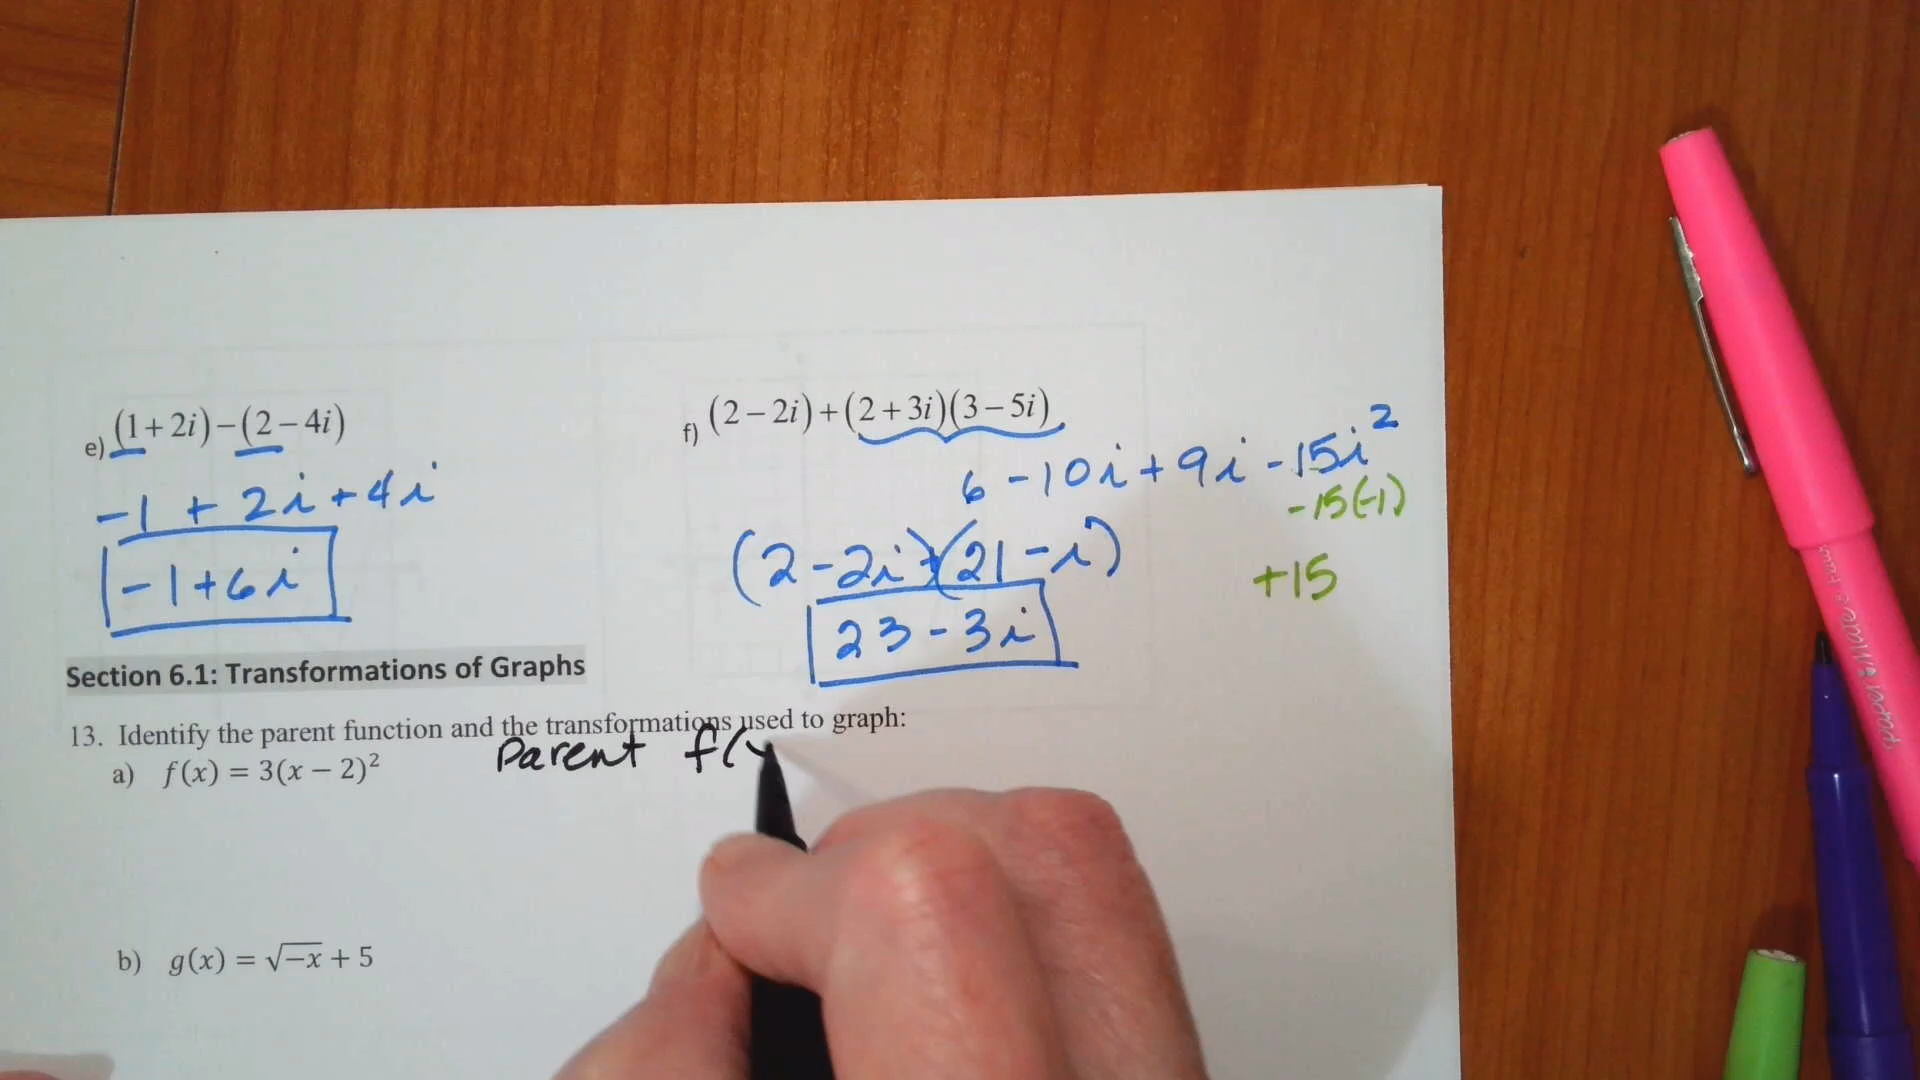 e) (1+2i)−(2−4i)
-1 + 2i+4i
-1+6i
f) (2−2i)+(2+3i)(3−5i)
6 -10i+9i -15i²
-15(-1)
(2-2i)+(21-i)
+15
23-3i
Section 6.1: Transformations of Graphs
13. Identify the parent function and the transformations used to graph:
Parent f(x
a) f(x) = 3(x − 2)²
b) g(x) = √−x + 5